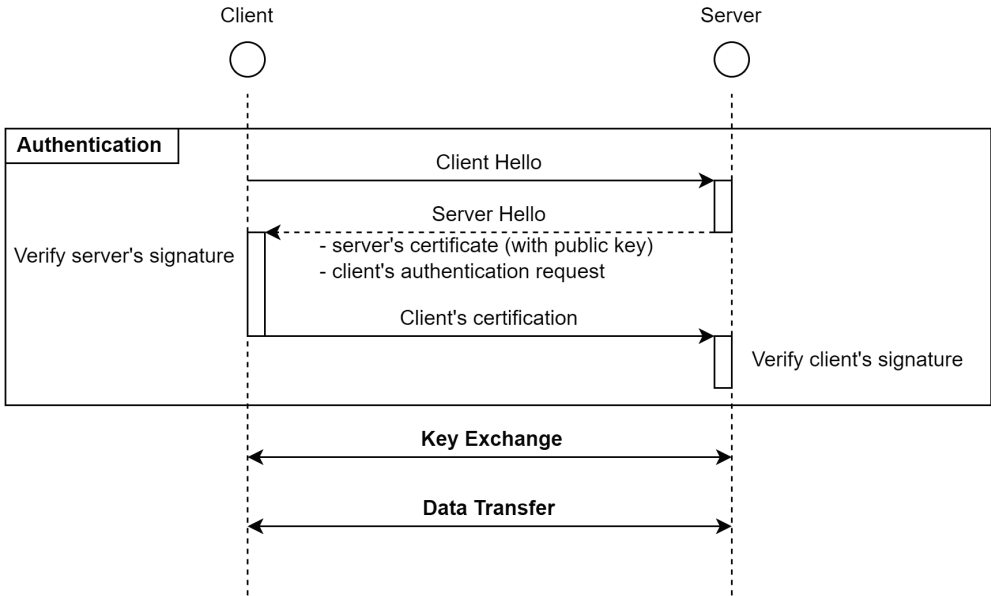 Client
Server
Authentication
Client Hello
Server Hello
- server's certificate (with public key)
Verify server's signature
- client's authentication request
Client's certification
Verify client's signature
Key Exchange
Data Transfer